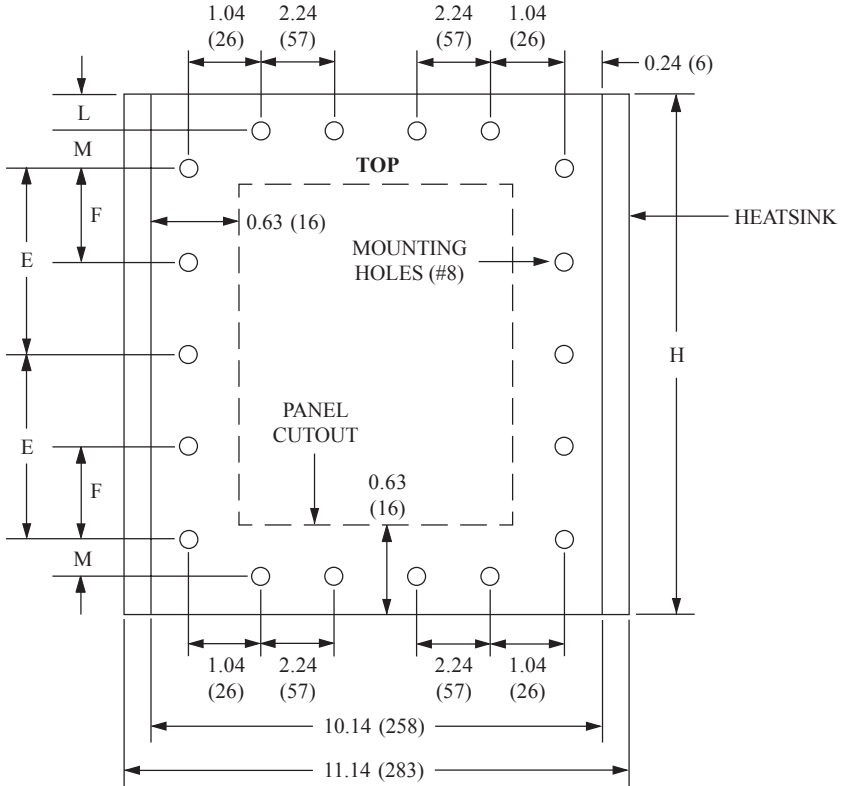 1.04 2.24 2.24 1.04
(26) (57) (57) (26)
0.24 (6)
L
M
TOP
F
0.63 (16)
HEATSINK
MOUNTING
HOLES (#8)
E
H
PANEL
CUTOUT
E
0.63
(16)
F
M
1.04 2.24 2.24 1.04
(26) (57) (57) (26)
10.14 (258)
11.14 (283)